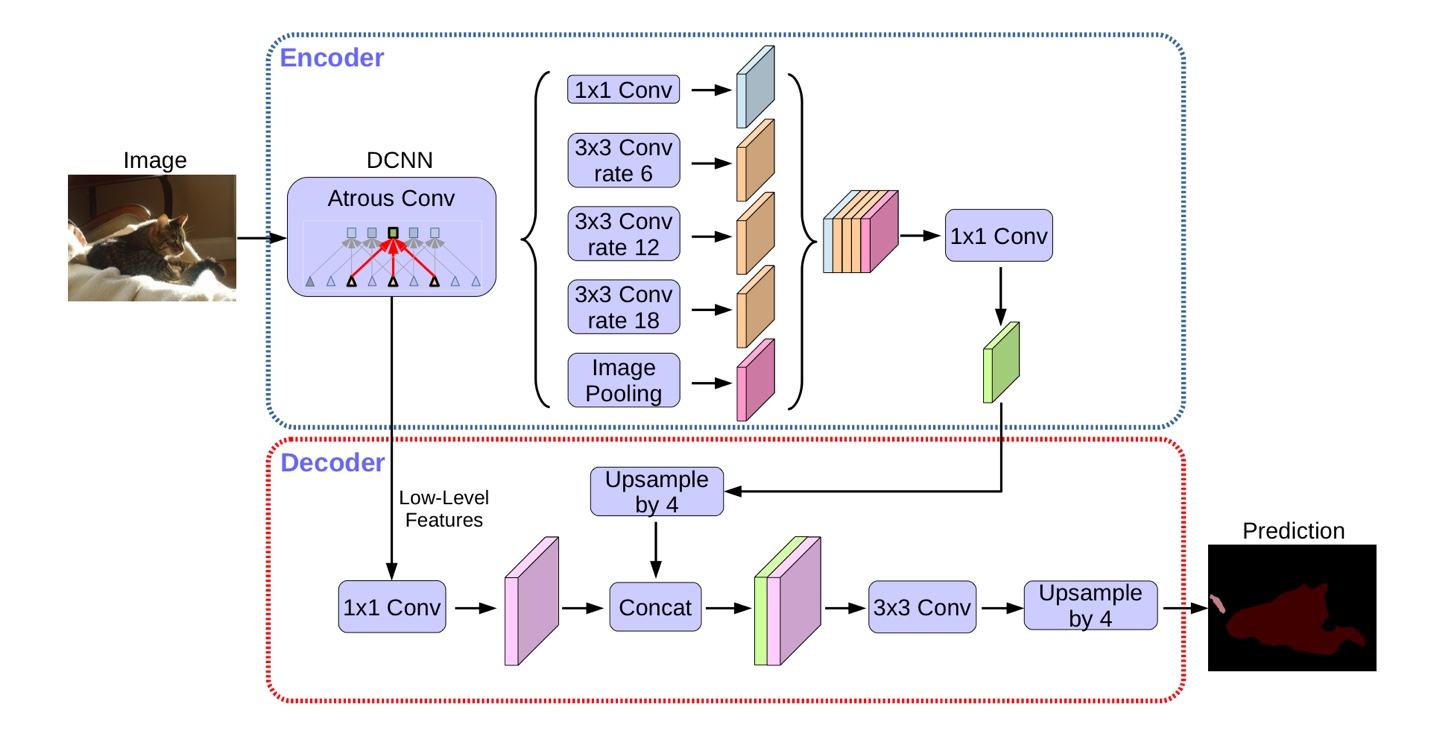 Encoder
Image
DCNN
Atrous Conv
1x1 Conv
3x3 Conv
rate 6
3x3 Conv
rate 12
3x3 Conv
rate 18
Image
Pooling
1x1 Conv
Decoder
Low-Level
Features
Upsample
by 4
1x1 Conv
Concat
3x3 Conv
Upsample
by 4
Prediction